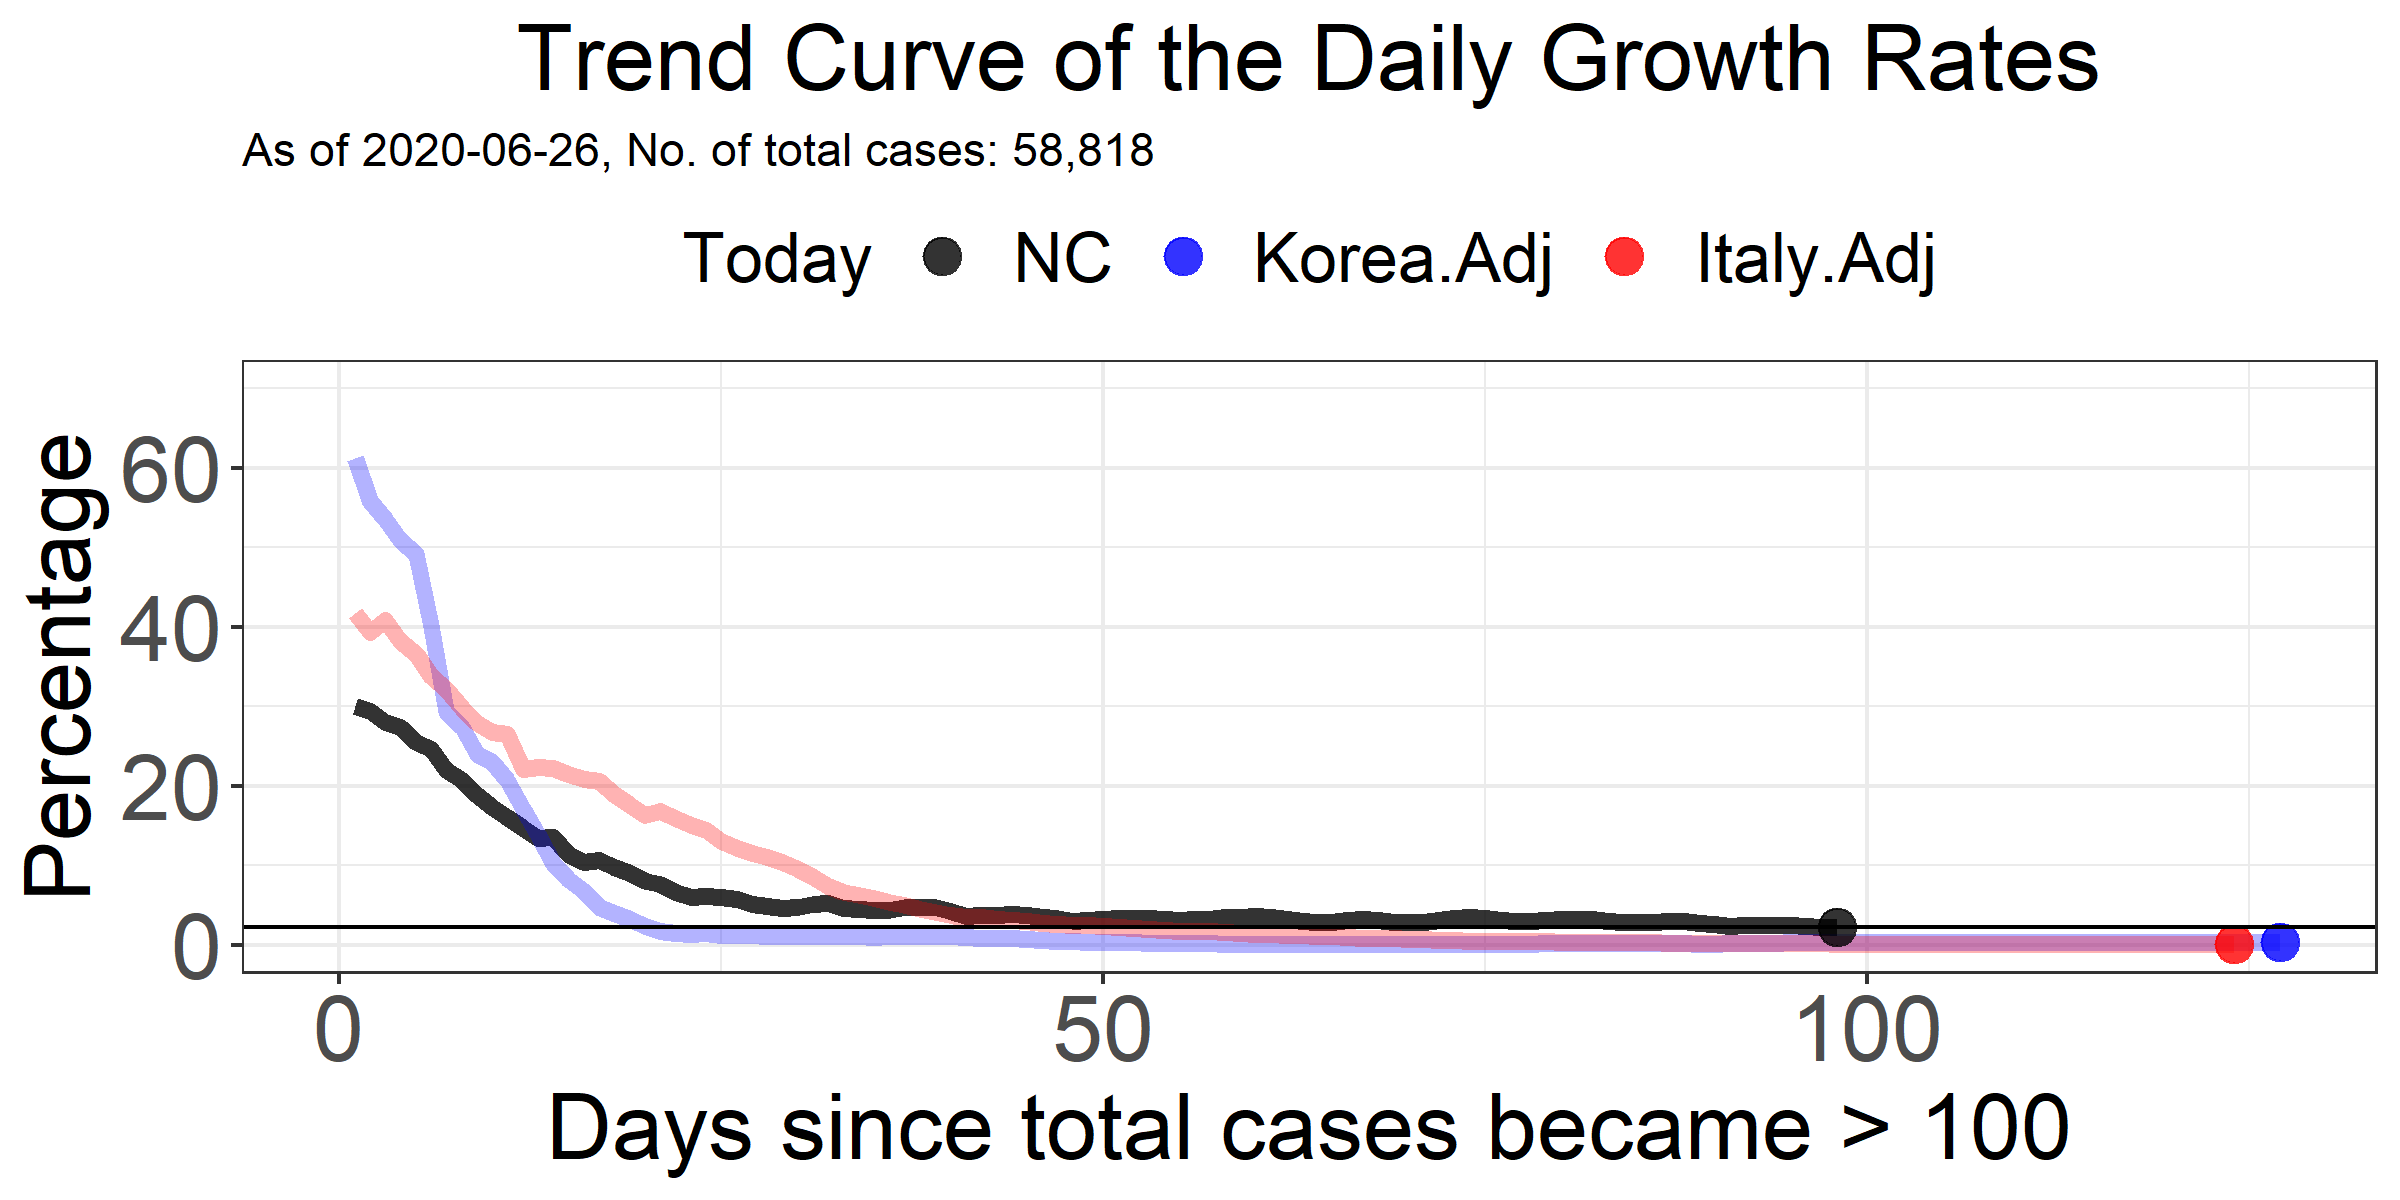 Trend Curve of the Daily Growth Rates
As of 2020-06-26, No. of total cases: 58,818
Today NC Korea.Adj Italy.Adj
Percentage
60
40
20
0
0 50 100
Days since total cases became > 100